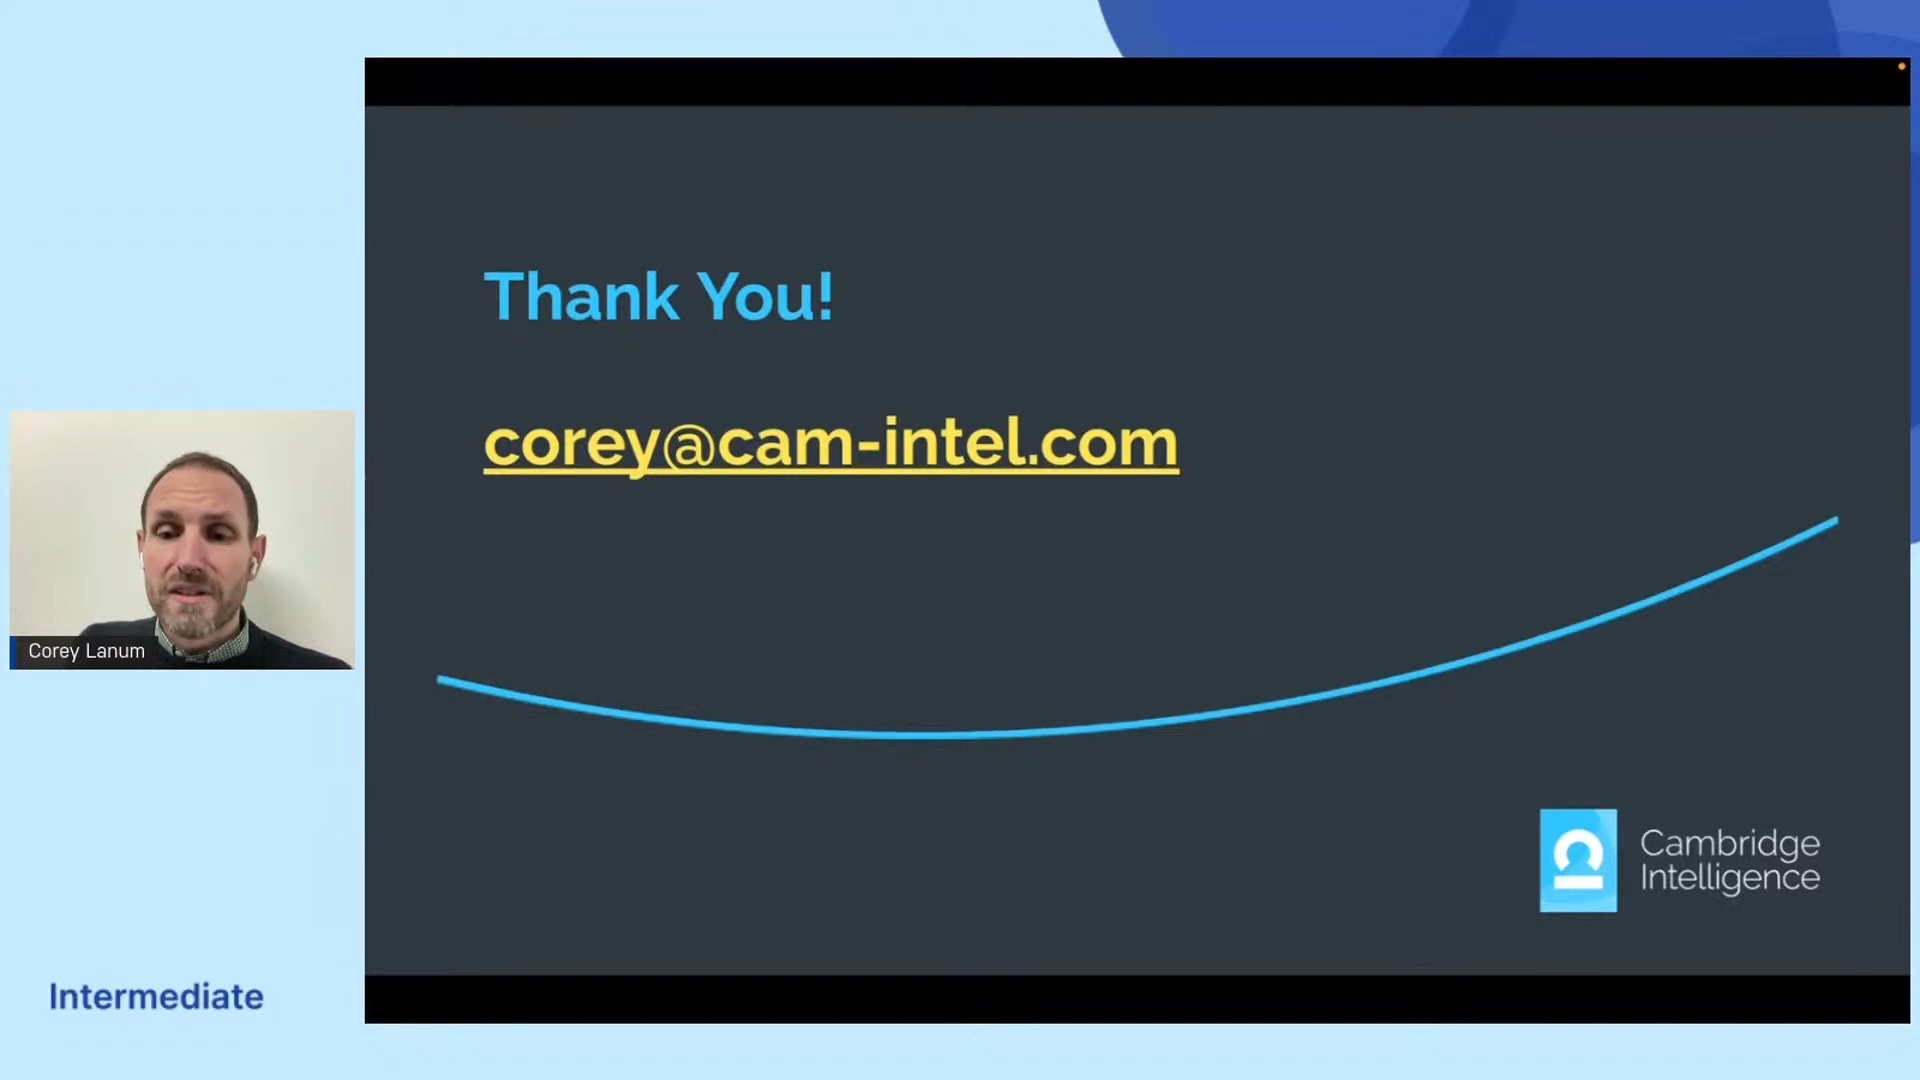 Thank You!
corey@cam-intel.com
Corey Lanum
Cambridge
Intelligence
Intermediate